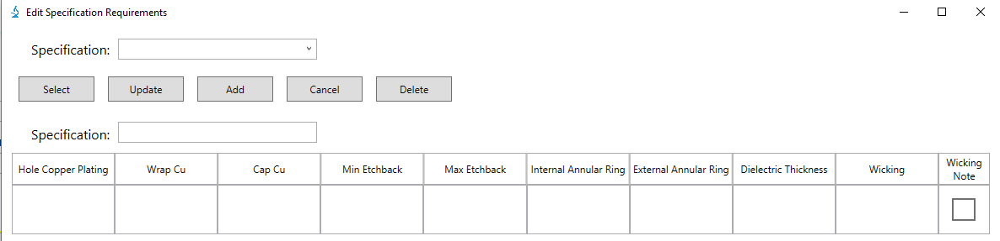 Edit Specification Requirements
Specification:
Select Update Add Cancel Delete
Specification:
Hole Copper Plating Wrap Cu Cap Cu Min Etchback Max Etchback Internal Annular Ring External Annular Ring Dielectric Thickness Wicking Wicking
Note